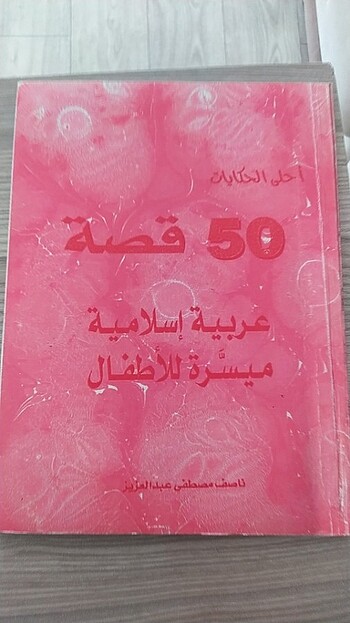 أحلى الحكايات
50 قصة
عربية إسلامية
ميسَّرة للأطفال
ناصف مصطفى عبدالعزيز